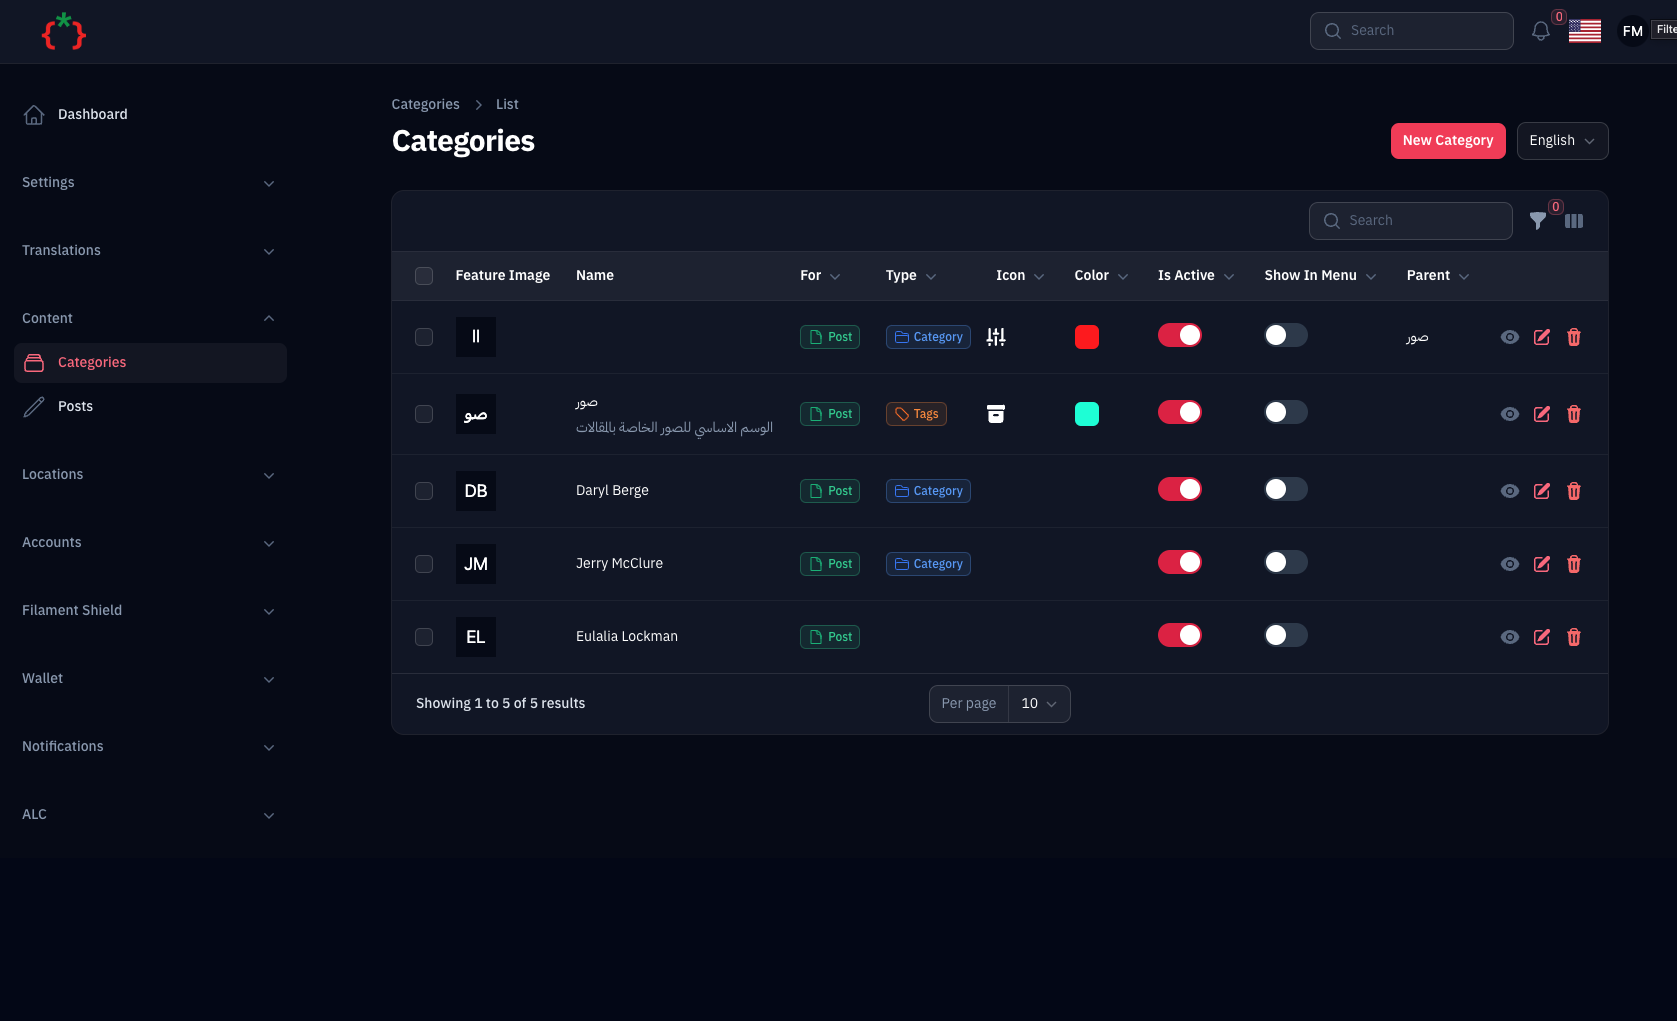 Search
0
FM
Filte
Dashboard
Settings
Translations
Content
Categories
Posts
Locations
Accounts
Filament Shield
Wallet
Notifications
ALC
Categories > List
Categories
New Category
English
Search
0
Feature Image Name For Type Icon Color Is Active Show In Menu Parent
اا Post Category صور
صو صور Post Tags
الوسم الاساسي للصور الخاصة بالمقالات
DB Daryl Berge Post Category
JM Jerry McClure Post Category
EL Eulalia Lockman Post
Showing 1 to 5 of 5 results
Per page 10